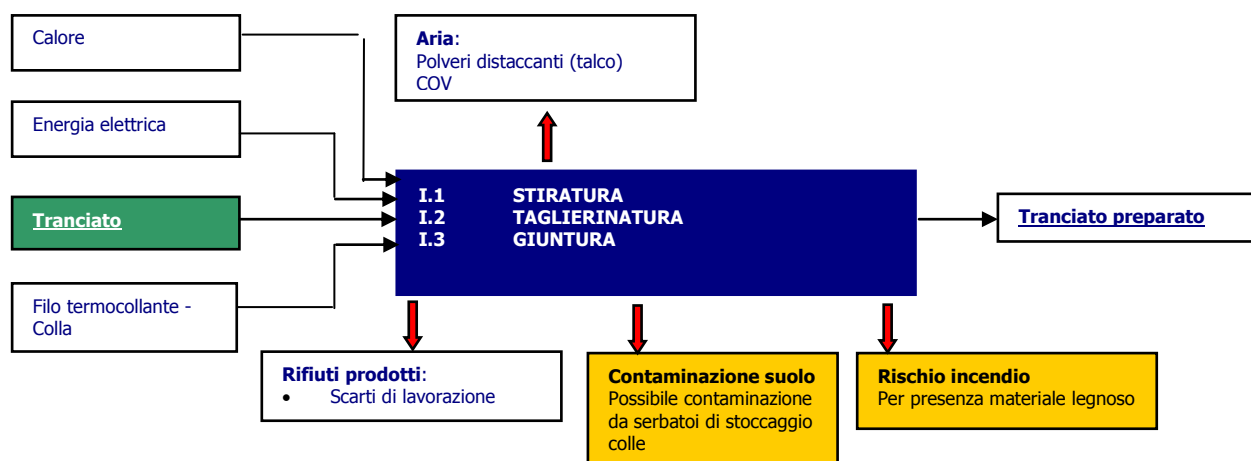 Calore
Aria:
Polveri distaccanti (talco)
COV
Energia elettrica
I.1 STIRATURA
I.2 TAGLIERINATURA
I.3 GIUNTURA
Tranciato
Tranciato preparato
Filo termocollante -
Colla
Rifiuti prodotti:
• Scarti di lavorazione
Contaminazione suolo
Possibile contaminazione
da serbatoi di stoccaggio
colle
Rischio incendio
Per presenza materiale legnoso